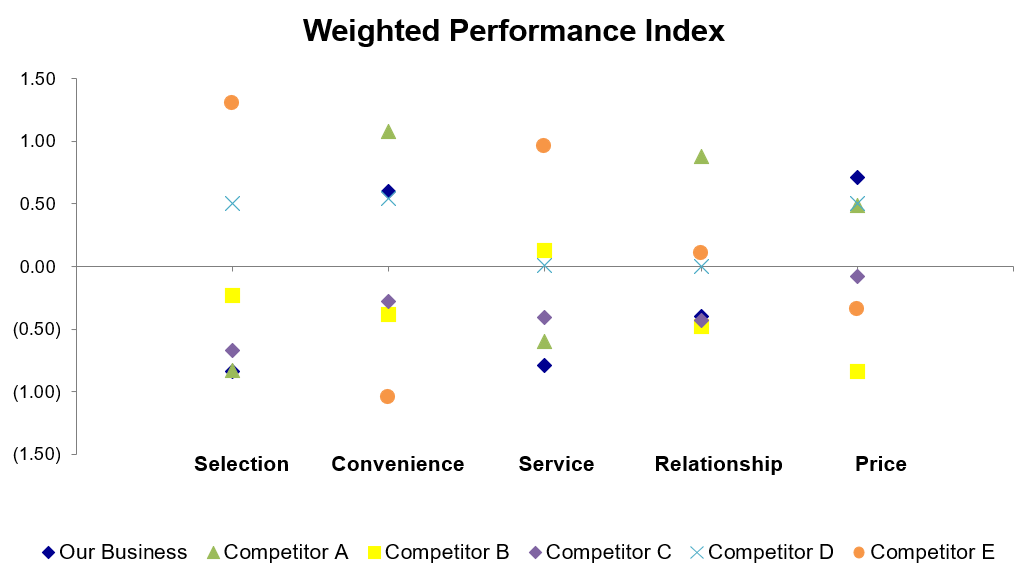 Weighted Performance Index
1.50
1.00
0.50
0.00
(0.50)
(1.00)
(1.50)
Selection Convenience Service Relationship Price
Our Business Competitor A Competitor B Competitor C Competitor D Competitor E